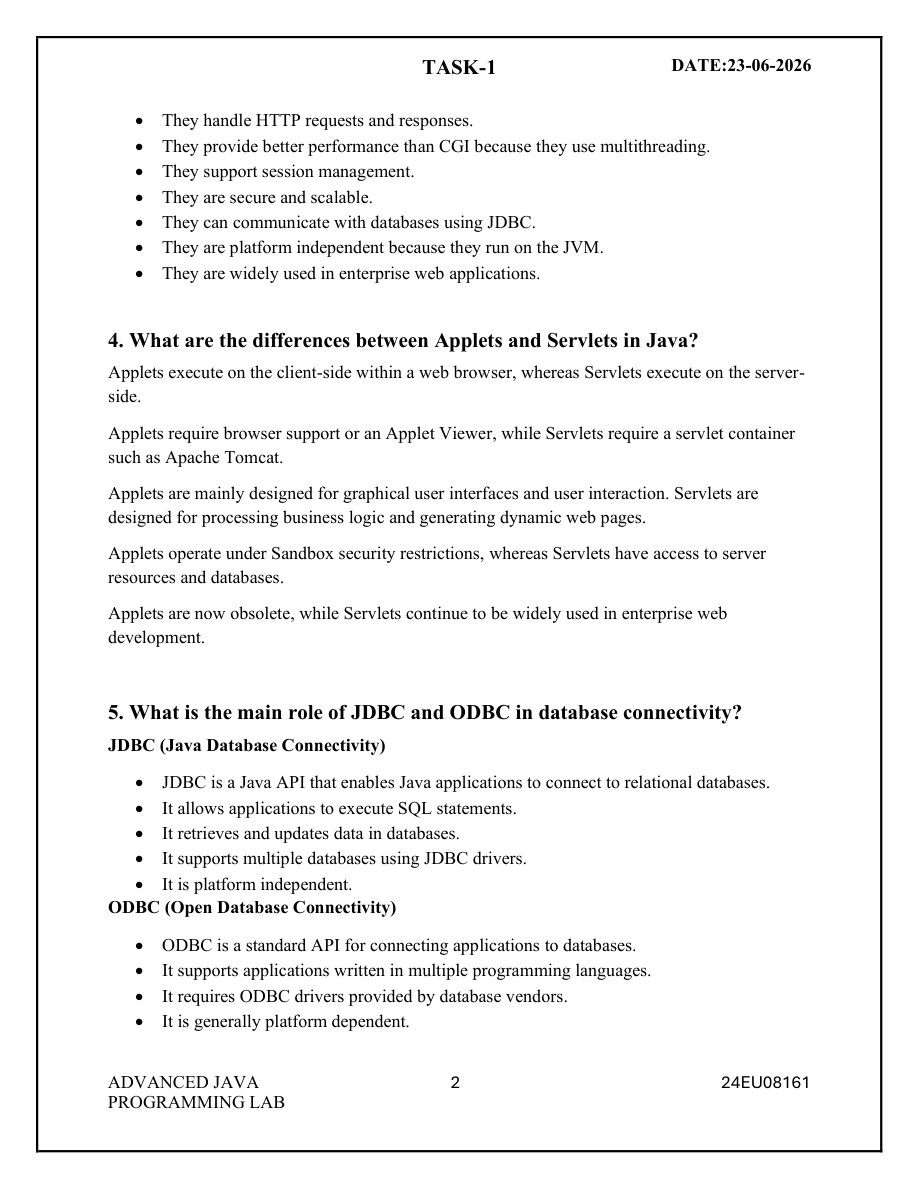 TASK-1
DATE:23-06-2026
• They handle HTTP requests and responses.
• They provide better performance than CGI because they use multithreading.
• They support session management.
• They are secure and scalable.
• They can communicate with databases using JDBC.
• They are platform independent because they run on the JVM.
• They are widely used in enterprise web applications.
4. What are the differences between Applets and Servlets in Java?
Applets execute on the client-side within a web browser, whereas Servlets execute on the server-
side.
Applets require browser support or an Applet Viewer, while Servlets require a servlet container
such as Apache Tomcat.
Applets are mainly designed for graphical user interfaces and user interaction. Servlets are
designed for processing business logic and generating dynamic web pages.
Applets operate under Sandbox security restrictions, whereas Servlets have access to server
resources and databases.
Applets are now obsolete, while Servlets continue to be widely used in enterprise web
development.
5. What is the main role of JDBC and ODBC in database connectivity?
JDBC (Java Database Connectivity)
• JDBC is a Java API that enables Java applications to connect to relational databases.
• It allows applications to execute SQL statements.
• It retrieves and updates data in databases.
• It supports multiple databases using JDBC drivers.
• It is platform independent.
ODBC (Open Database Connectivity)
• ODBC is a standard API for connecting applications to databases.
• It supports applications written in multiple programming languages.
• It requires ODBC drivers provided by database vendors.
• It is generally platform dependent.
ADVANCED JAVA
PROGRAMMING LAB
2
24EU08161